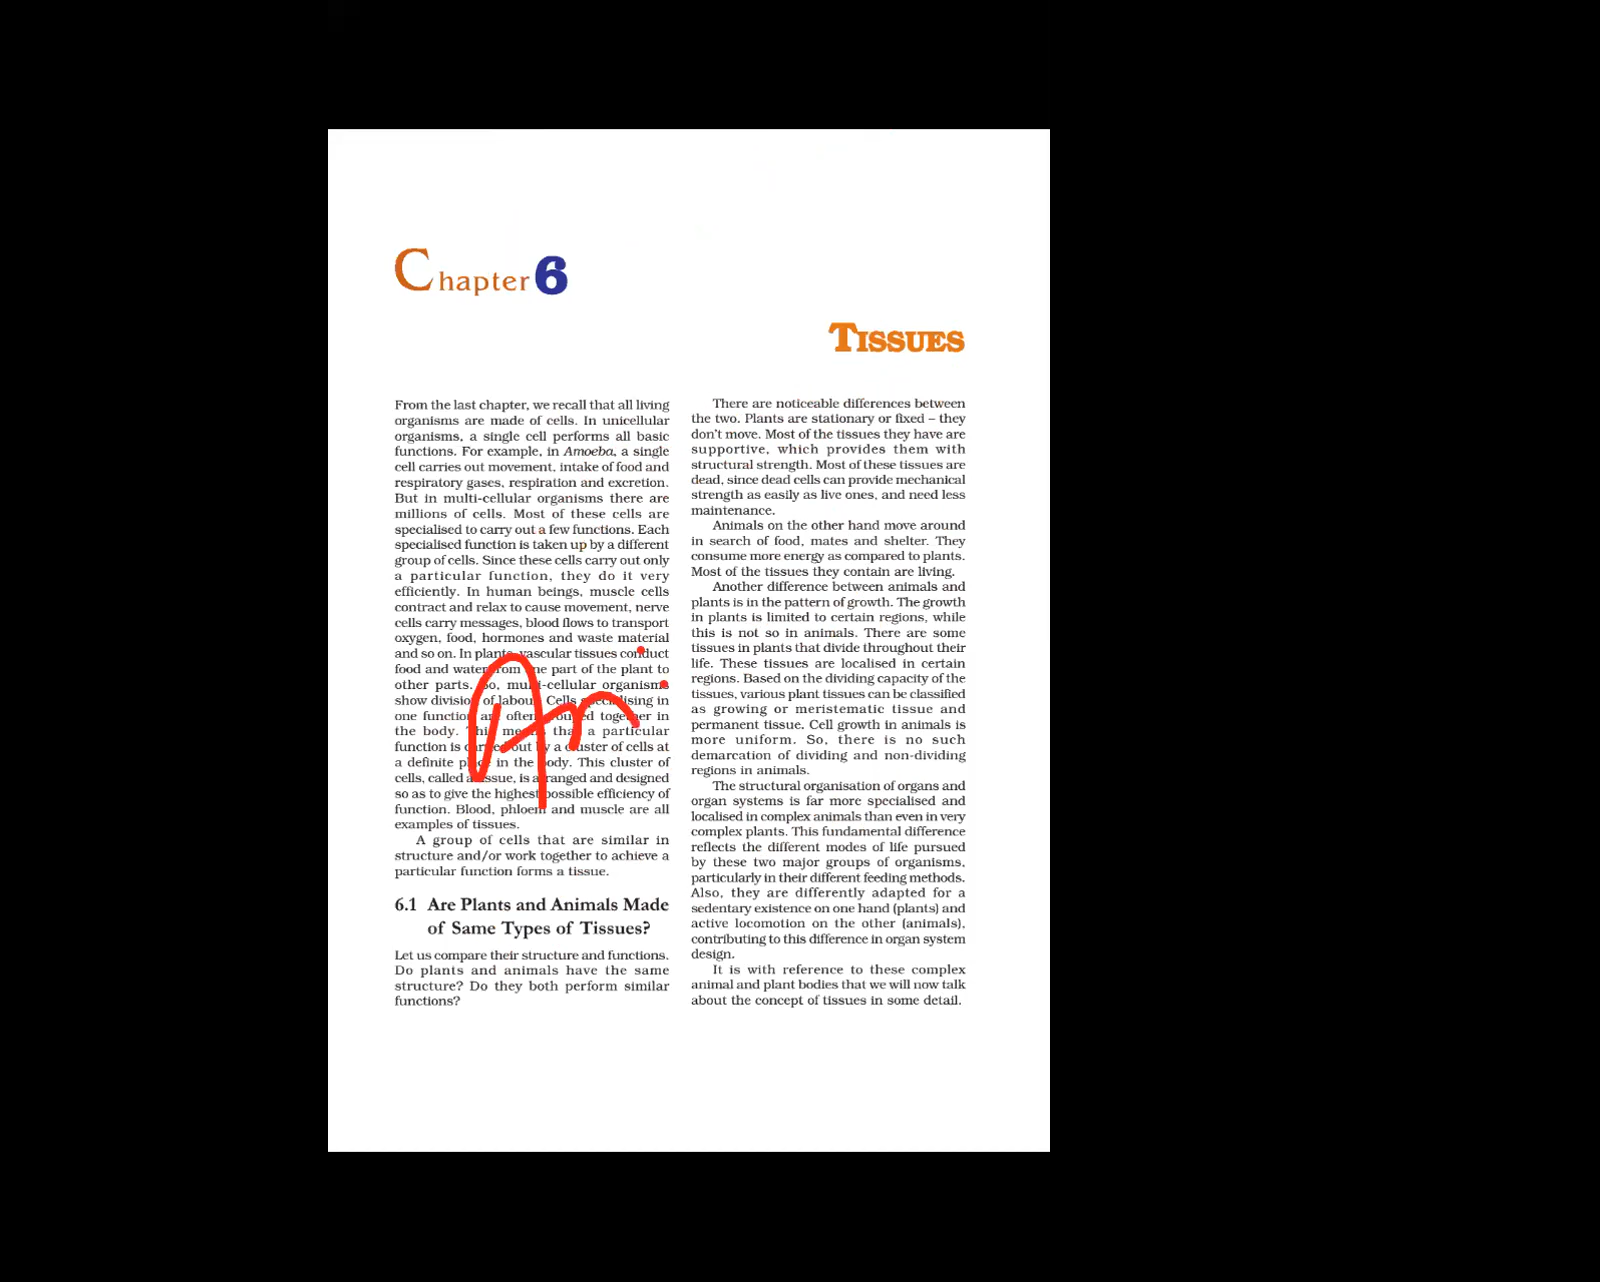 Chapter 6
TISSUES
From the last chapter, we recall that all living
organisms are made of cells. In unicellular
organisms, a single cell performs all basic
functions. For example, in Amoeba, a single
cell carries out movement, intake of food and
respiratory gases, respiration and excretion.
But in multi-cellular organisms there are
millions of cells. Most of these cells are
specialised to carry out a few functions. Each
specialised function is taken up by a different
group of cells. Since these cells carry out only
a particular function, they do it very
efficiently. In human beings, muscle cells
contract and relax to cause movement, nerve
cells carry messages, blood flows to transport
oxygen, food, hormones and waste material
and so on. In plants, vascular tissues conduct
food and water from one part of the plant to
other parts. So, multi-cellular organisms
show division of labour. Cells specialising in
one function are often grouped together in
the body. This means that a particular
function is carried out by a cluster of cells at
a definite place in the body. This cluster of
cells, called a tissue, is arranged and designed
so as to give the highest possible efficiency of
function. Blood, phloem and muscle are all
examples of tissues.
A group of cells that are similar in
structure and/or work together to achieve a
particular function forms a tissue.
6.1 Are Plants and Animals Made
of Same Types of Tissues?
Let us compare their structure and functions.
Do plants and animals have the same
structure? Do they both perform similar
functions?
There are noticeable differences between
the two. Plants are stationary or fixed – they
don't move. Most of the tissues they have are
supportive, which provides them with
structural strength. Most of these tissues are
dead, since dead cells can provide mechanical
strength as easily as live ones, and need less
maintenance.
Animals on the other hand move around
in search of food, mates and shelter. They
consume more energy as compared to plants.
Most of the tissues they contain are living.
Another difference between animals and
plants is in the pattern of growth. The growth
in plants is limited to certain regions, while
this is not so in animals. There are some
tissues in plants that divide throughout their
life. These tissues are localised in certain
regions. Based on the dividing capacity of the
tissues, various plant tissues can be classified
as growing or meristematic tissue and
permanent tissue. Cell growth in animals is
more uniform. So, there is no such
demarcation of dividing and non-dividing
regions in animals.
The structural organisation of organs and
organ systems is far more specialised and
localised in complex animals than even in very
complex plants. This fundamental difference
reflects the different modes of life pursued
by these two major groups of organisms,
particularly in their different feeding methods.
Also, they are differently adapted for a
sedentary existence on one hand (plants) and
active locomotion on the other (animals),
contributing to this difference in organ system
design.
It is with reference to these complex
animal and plant bodies that we will now talk
about the concept of tissues in some detail.